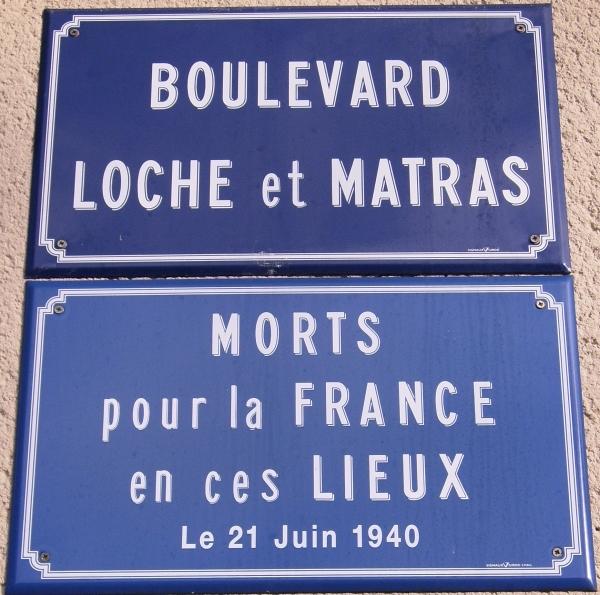 BOULEVARD
LOCHE et MATRAS
MORTS
pour la FRANCE
en ces LIEUX
Le 21 Juin 1940